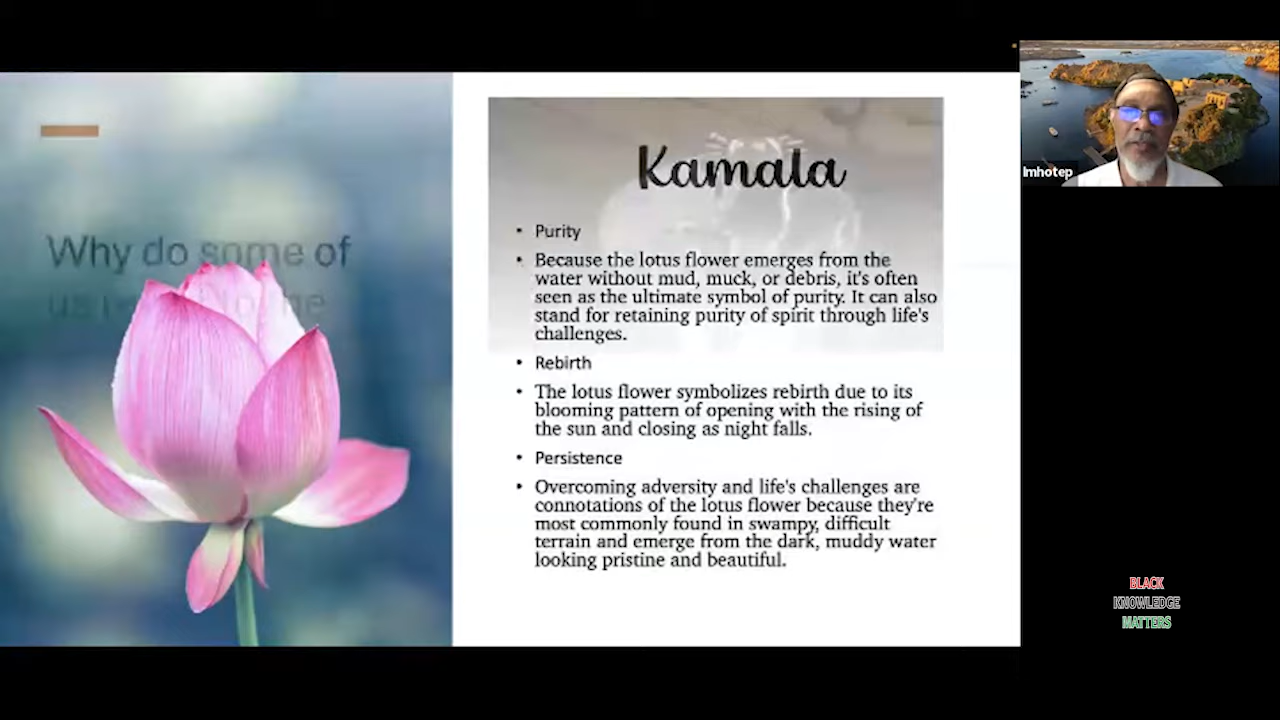 Why do some of
us
Kamala
• Purity
• Because the lotus flower emerges from the
water without mud, muck, or debris, it's often
seen as the ultimate symbol of purity. It can also
stand for retaining purity of spirit through life's
challenges.
• Rebirth
• The lotus flower symbolizes rebirth due to its
blooming pattern of opening with the rising of
the sun and closing as night falls.
• Persistence
• Overcoming adversity and life's challenges are
connotations of the lotus flower because they're
most commonly found in swampy, difficult
terrain and emerge from the dark, muddy water
looking pristine and beautiful.
Imhotep
BLACK
KNOWLEDGE
MATTERS